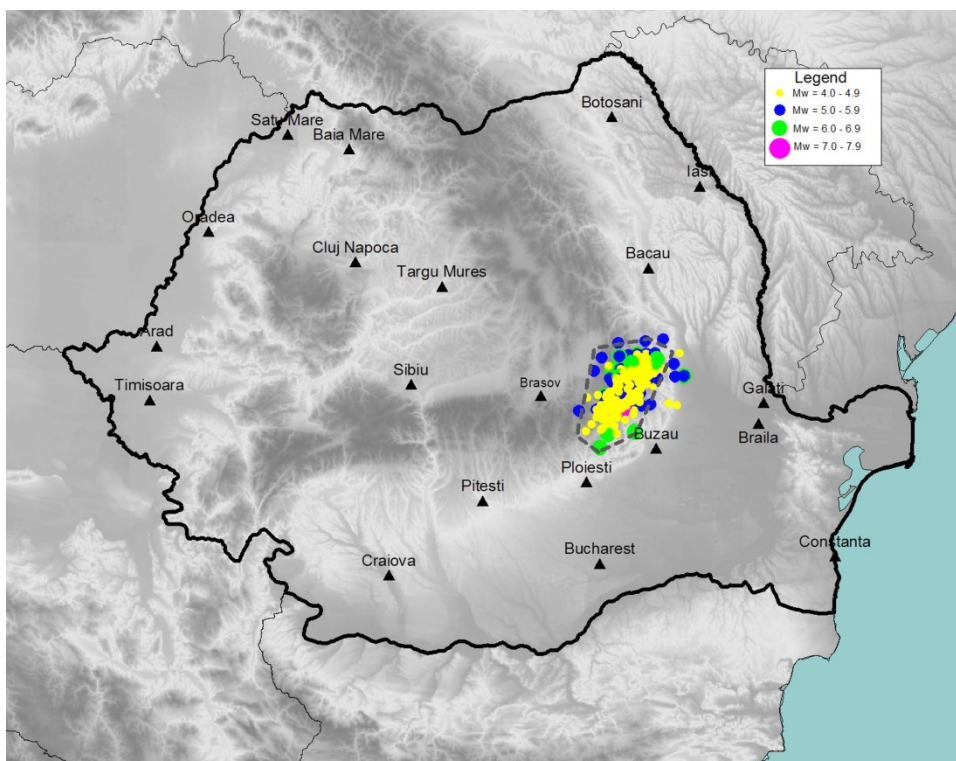 Legend
Mw = 4.0 - 4.9
Mw = 5.0 - 5.9
Mw = 6.0 - 6.9
Mw = 7.0 - 7.9
Botosani
Satu Mare
Baia Mare
Iasi
Oradea
Cluj Napoca
Bacau
Targu Mures
Arad
Sibiu
Timisoara
Brasov
Galati
Braila
Buzau
Ploiesti
Pitesti
Constanta
Bucharest
Craiova